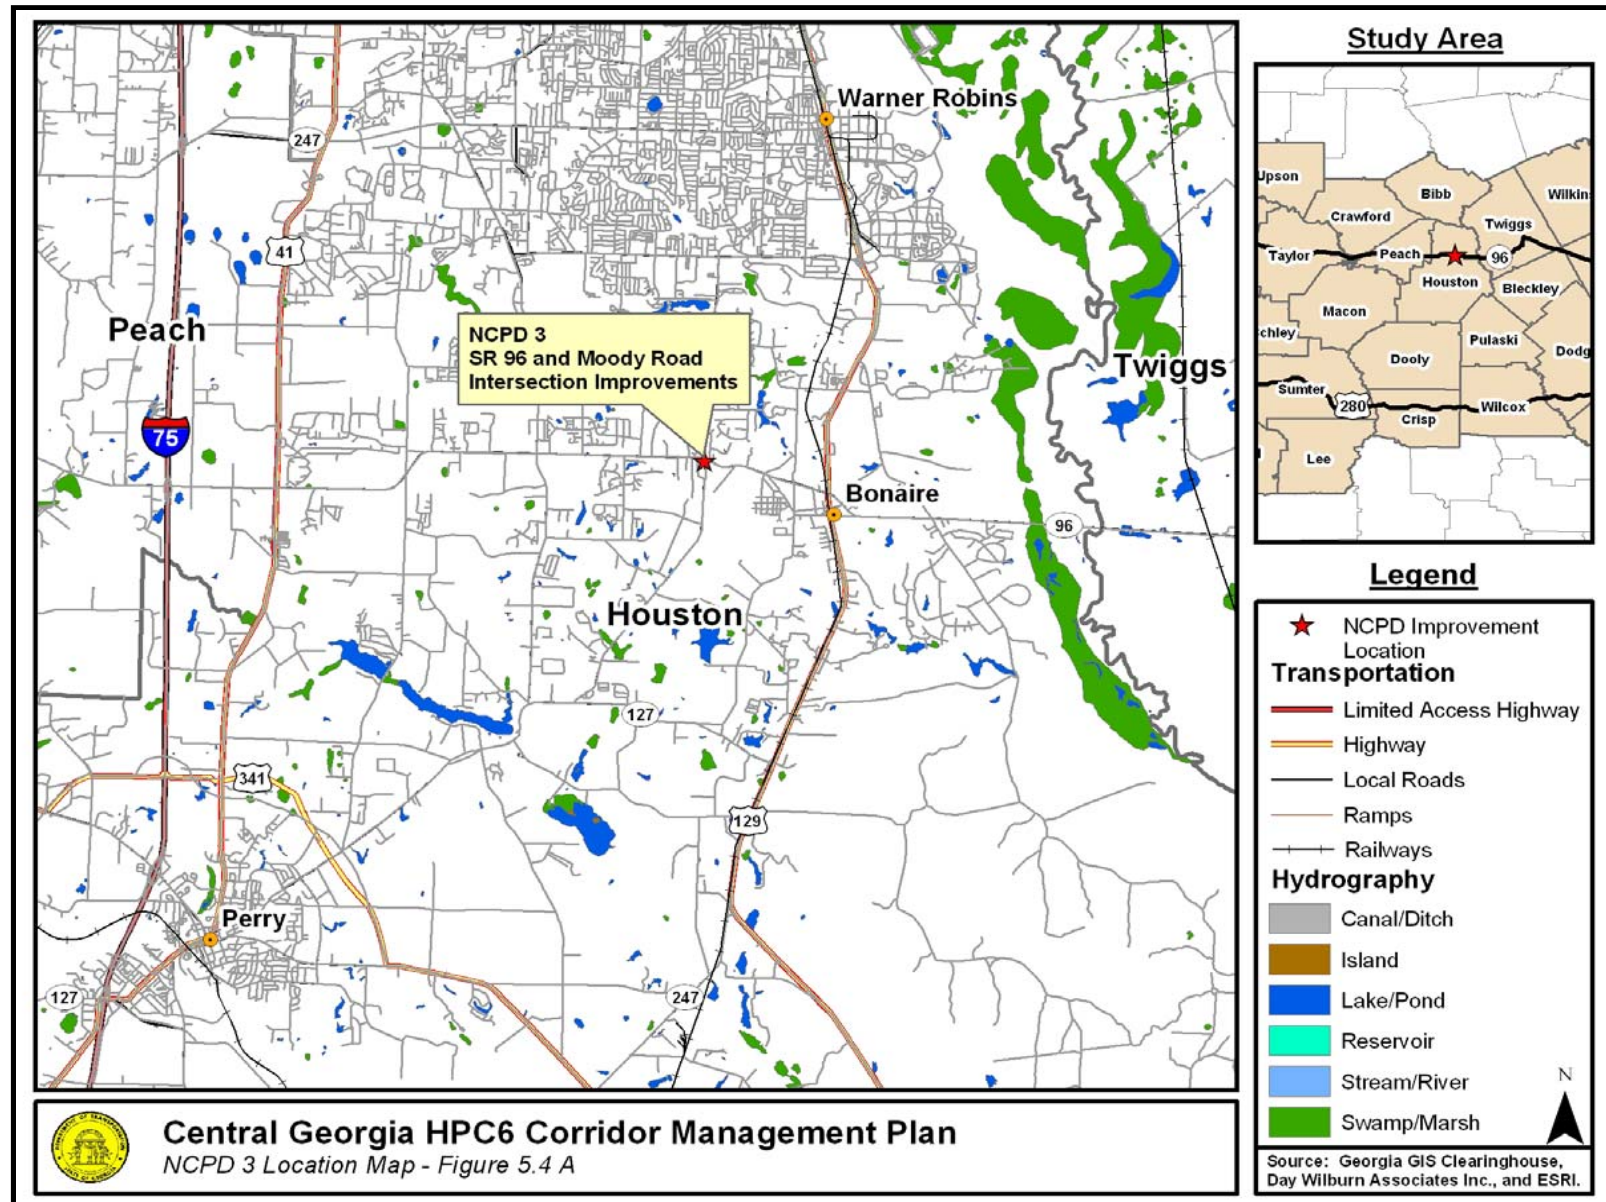 Warner Robins
247
41
Peach
NCPD 3
SR 96 and Moody Road
Intersection Improvements
Twiggs
75
Bonaire
96
Houston
127
341
129
Perry
127
247
Central Georgia HPC6 Corridor Management Plan
NCPD 3 Location Map - Figure 5.4 A
Study Area
Upson
Bibb
Wilkin
Crawford
Twiggs
Taylor
Peach
96
Houston
Bleckley
Macon
chley
Pulaski
Dooly
Dodg
Sumter
280
Wilcox
Crisp
Lee
Legend
NCPD Improvement
Location
Transportation
Limited Access Highway
Highway
Local Roads
Ramps
Railways
Hydrography
Canal/Ditch
Island
Lake/Pond
Reservoir
Stream/River
Swamp/Marsh
N
Source: Georgia GIS Clearinghouse,
Day Wilburn Associates Inc., and ESRI.